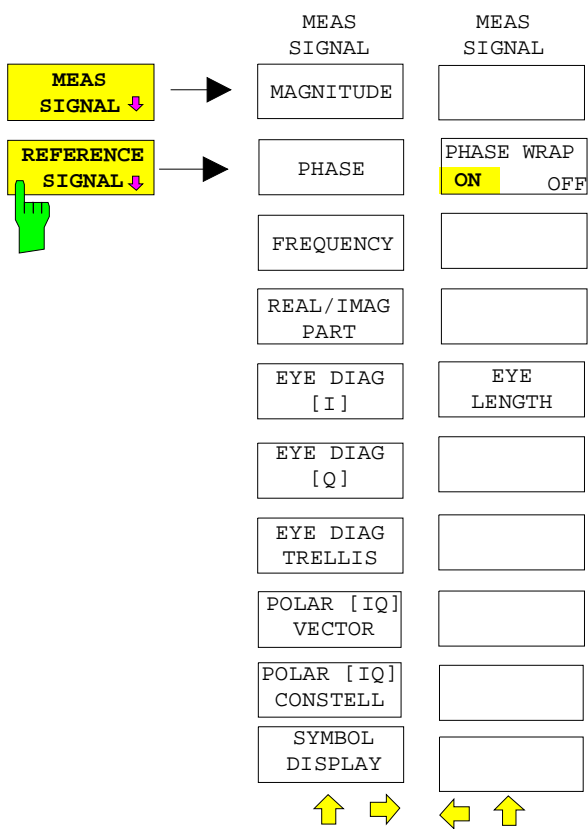 MEAS
SIGNAL
MEAS
SIGNAL
MEAS
SIGNAL
REFERENCE
SIGNAL
MAGNITUDE
PHASE
FREQUENCY
REAL/IMAG
PART
EYE DIAG
[I]
EYE DIAG
[Q]
EYE DIAG
TRELLIS
POLAR [IQ]
VECTOR
POLAR [IQ]
CONSTELL
SYMBOL
DISPLAY
PHASE WRAP
ON OFF
EYE
LENGTH